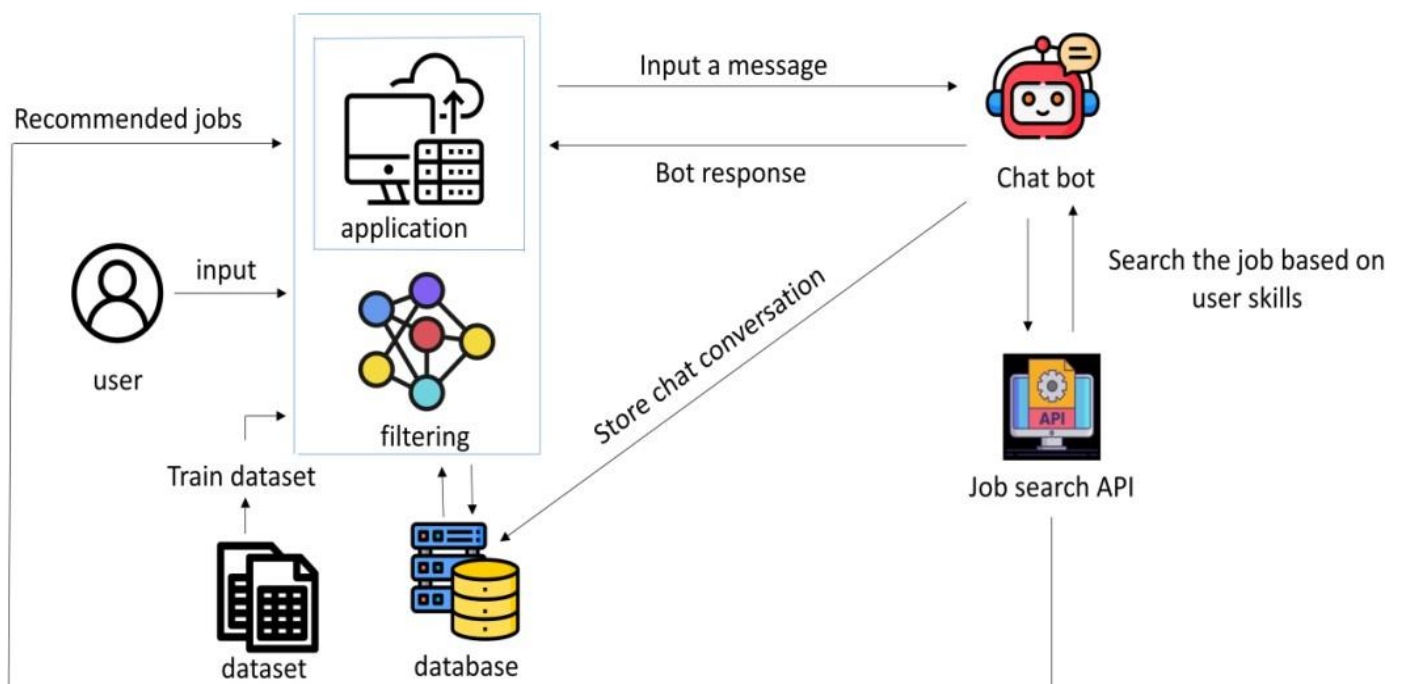 Input a message
Recommended jobs
Bot response
Chat bot
application
input
Search the job based on
user skills
user
Store chat conversation
API
filtering
Train dataset
Job search API
dataset
database